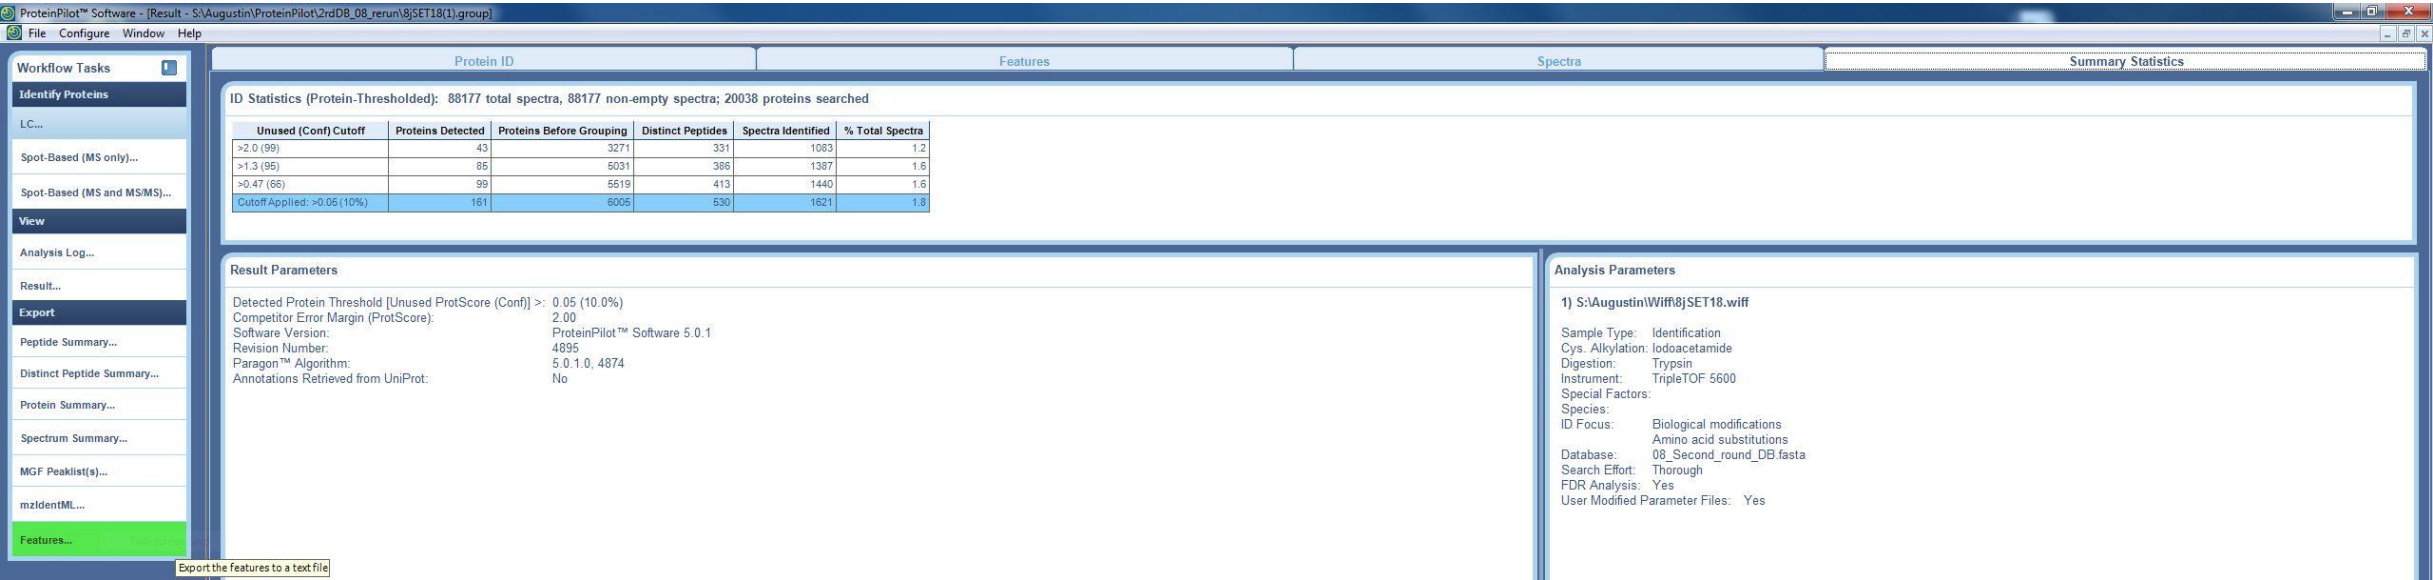 ProteinPilot™ Software - [Result - S:\Augustin\ProteinPilot\2rdDB_08_rerun\8jSET18(1).group]
File Configure Window Help
Workflow Tasks
Identify Proteins
LC...
Spot-Based (MS only)...
Spot-Based (MS and MS/MS)...
View
Analysis Log...
Result...
Export
Peptide Summary...
Distinct Peptide Summary...
Protein Summary...
Spectrum Summary...
MGF Peaklist(s)...
mzIdentML...
Features...
Export the features to a text file
Protein ID Features Spectra Summary Statistics
ID Statistics (Protein-Thresholded): 88177 total spectra, 88177 non-empty spectra; 20038 proteins searched
Unused (Conf) Cutoff Proteins Detected Proteins Before Grouping Distinct Peptides Spectra Identified % Total Spectra
>2.0 (99) 43 3271 331 1083 1.2
>1.3 (95) 85 5031 386 1387 1.6
>0.47 (66) 99 5519 413 1440 1.6
Cutoff Applied: >0.05 (10%) 161 6005 530 1621 1.8
Result Parameters
Detected Protein Threshold [Unused ProtScore (Conf)] >: 0.05 (10.0%)
Competitor Error Margin (ProtScore): 2.00
Software Version: ProteinPilot™ Software 5.0.1
Revision Number: 4895
Paragon™ Algorithm: 5.0.1.0, 4874
Annotations Retrieved from UniProt: No
Analysis Parameters
1) S:\Augustin\Wiff\8jSET18.wiff
Sample Type: Identification
Cys. Alkylation: Iodoacetamide
Digestion: Trypsin
Instrument: TripleTOF 5600
Special Factors:
Species:
ID Focus: Biological modifications
Amino acid substitutions
Database: 08_Second_round_DB.fasta
Search Effort: Thorough
FDR Analysis: Yes
User Modified Parameter Files: Yes